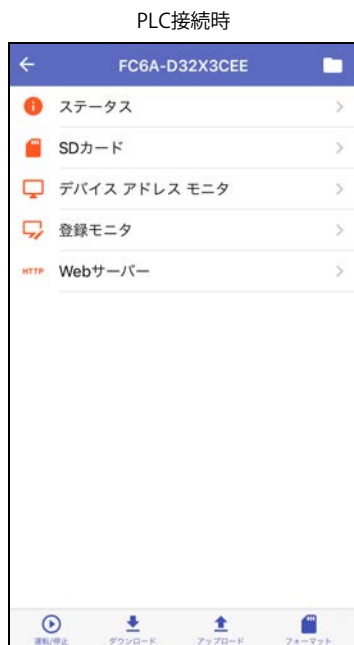 PLC接続時
FC6A-D32X3CEE
ステータス
SDカード
デバイス アドレス モニタ
登録モニタ
HTTP Webサーバー
運転/停止 ダウンロード アップロード フォーマット